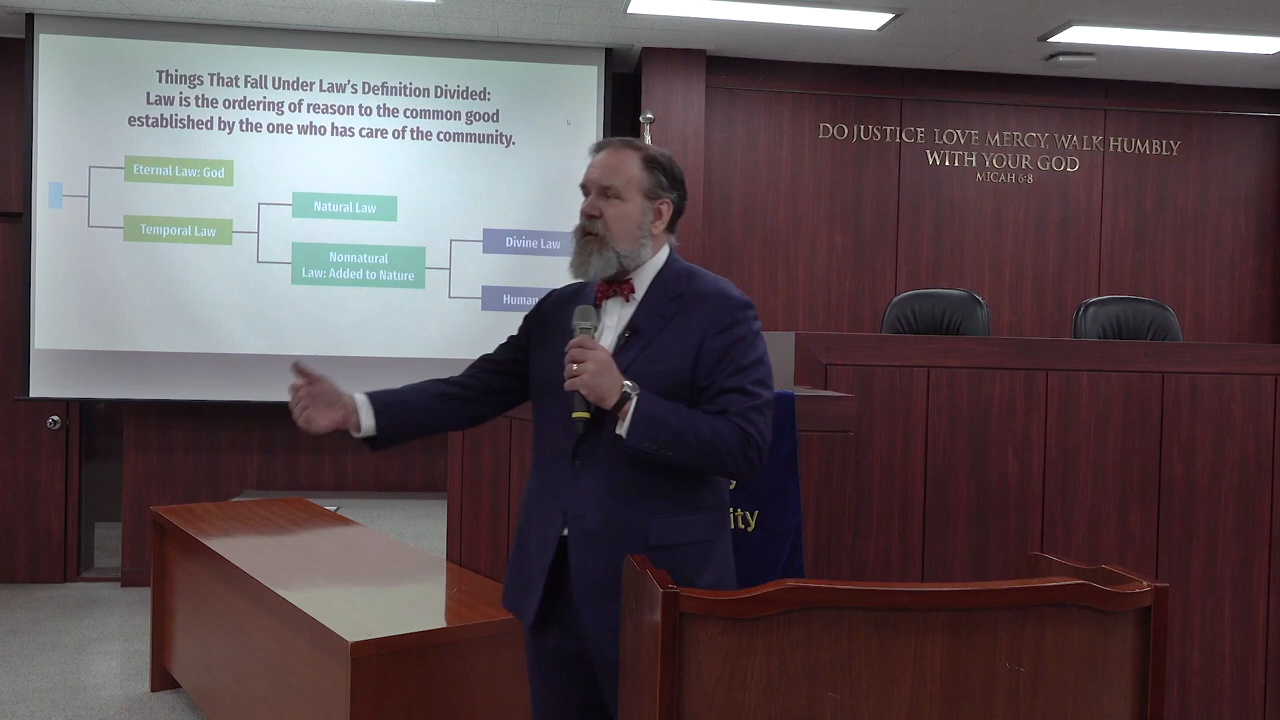 Things That Fall Under Law's Definition Divided:
Law is the ordering of reason to the common good
established by the one who has care of the community.
Eternal Law: God
Temporal Law
Natural Law
Nonnatural
Law: Added to Nature
Divine Law
Human
DO JUSTICE LOVE MERCY, WALK HUMBLY
WITH YOUR GOD
MICAH 6:8
ity